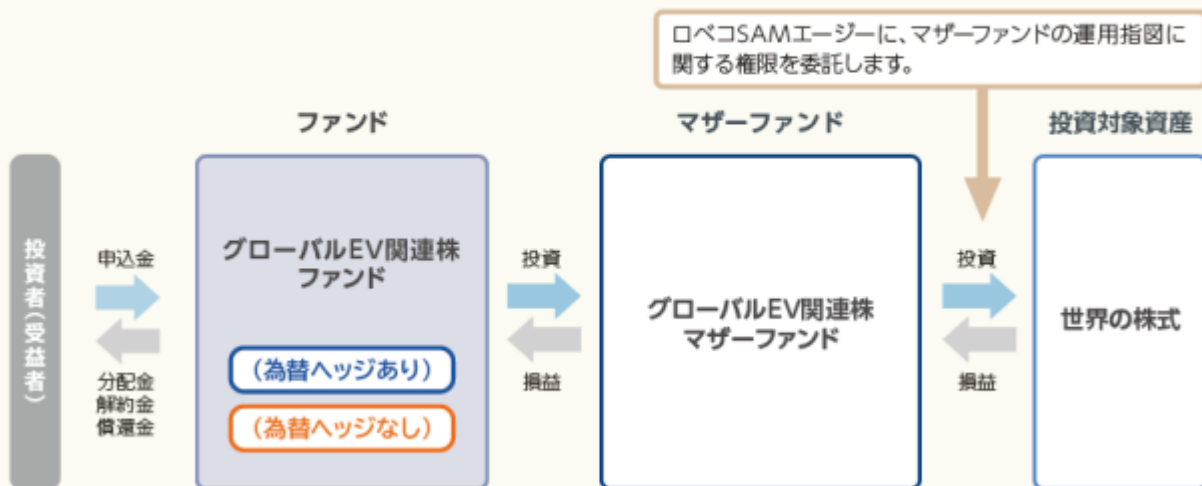 ロベコSAMエージーに、マザーファンドの運用指図に
関する権限を委託します。
ファンド
マザーファンド
投資対象資産
投資者(受益者)
申込金
分配金
解約金
償還金
グローバルEV関連株
ファンド
(為替ヘッジあり)
(為替ヘッジなし)
投資
損益
グローバルEV関連株
マザーファンド
投資
損益
世界の株式